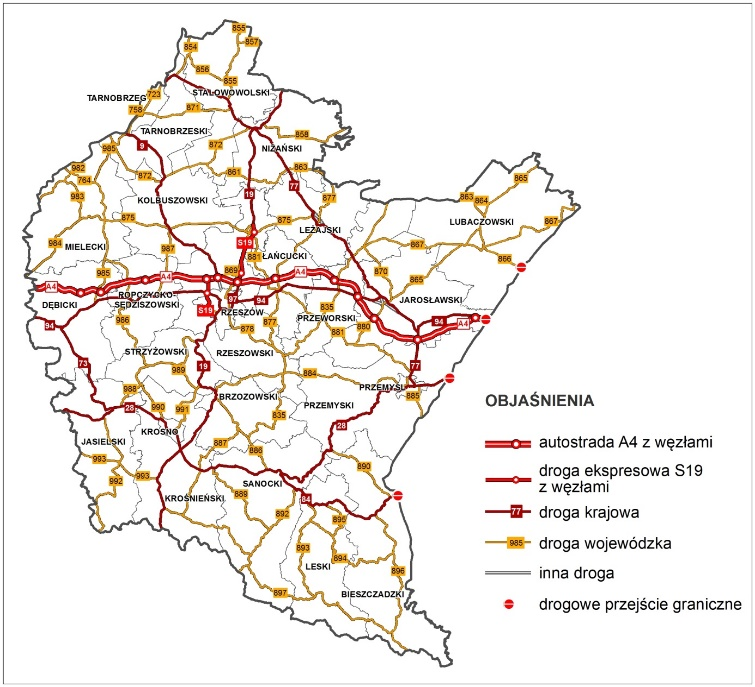 855
854
857
856
855
STALOWOWOLSKI
TARNOBRZEG
723
758
871
TARNOBRZESKI
858
985
9
872
NIŻAŃSKI
982
764
872
861
863
983
KOLBUSZOWSKI
19
77
877
863
864
865
875
875
LEŻAJSKI
LUBACZOWSKI
867
984
MIELECKI
987
S19
881
ŁAŃCUCKI
867
866
985
A4
869
A4
870
865
A4
DĘBICKI
ROPCZYCKO-
SĘDZISZOWSKI
97
94
JAROSŁAWSKI
94
986
S19
RZESZÓW
877
835
PRZEWORSKI
880
94
A4
878
881
STRZYŻOWSKI
RZESZOWSKI
73
989
19
884
77
988
BRZOZOWSKI
PRZEMYSKI
PRZEMYŚL
885
28
990
991
835
28
JASIELSKI
KROSNO
887
886
993
992
993
890
KROŚNIEŃSKI
SANOCKI
889
84
892
895
893
894
LESKI
896
897
BIESZCZADZKI
OBJAŚNIENIA
autostrada A4 z węzłami
droga ekspresowa S19
z węzłami
77 droga krajowa
985 droga wojewódzka
inna droga
drogowe przejście graniczne